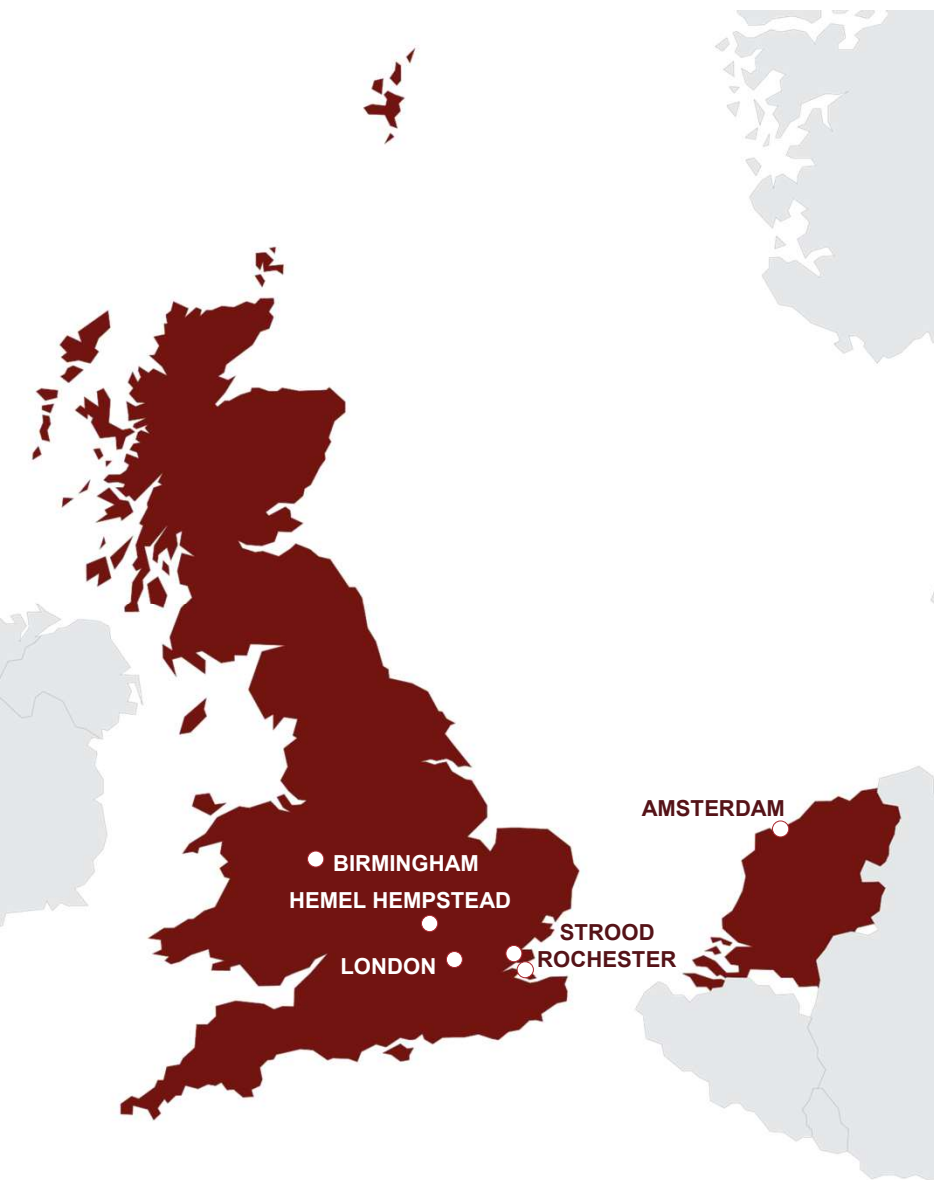 AMSTERDAM
BIRMINGHAM
HEMEL HEMPSTEAD
STROOD
ROCHESTER
LONDON